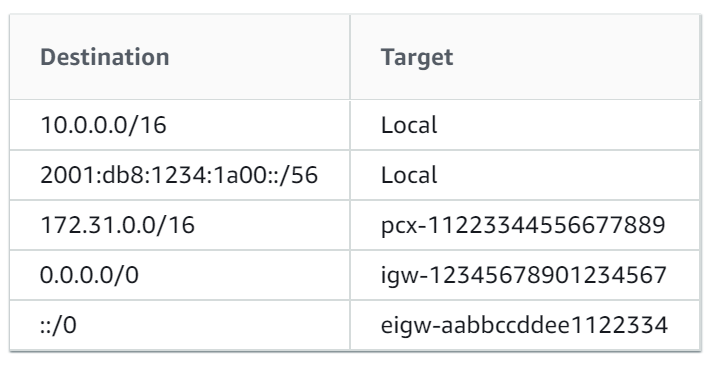 Destination Target
10.0.0.0/16 Local
2001:db8:1234:1a00::/56 Local
172.31.0.0/16 pcx-11223344556677889
0.0.0.0/0 igw-12345678901234567
::/0 eigw-aabbccddee1122334